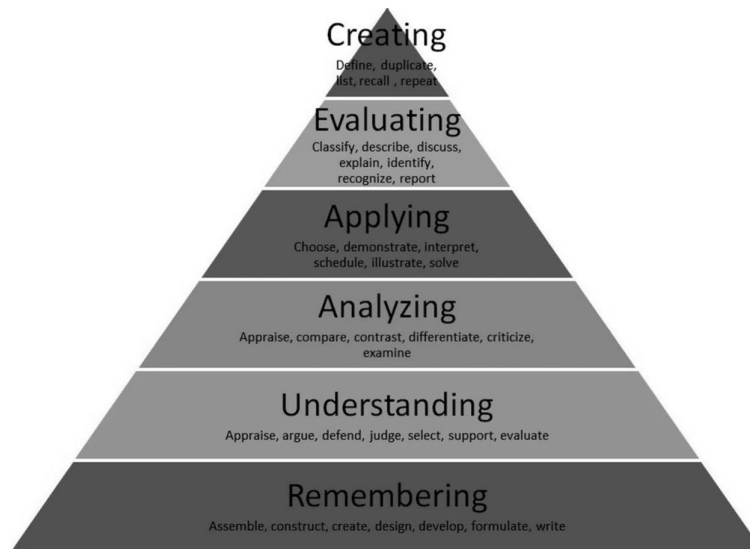 Creating
Define, duplicate,
list, recall , repeat
Evaluating
Classify, describe, discuss,
explain, identify,
recognize, report
Applying
Choose, demonstrate, interpret,
schedule, illustrate, solve
Analyzing
Appraise, compare, contrast, differentiate, criticize,
examine
Understanding
Appraise, argue, defend, judge, select, support, evaluate
Remembering
Assemble, construct, create, design, develop, formulate, write